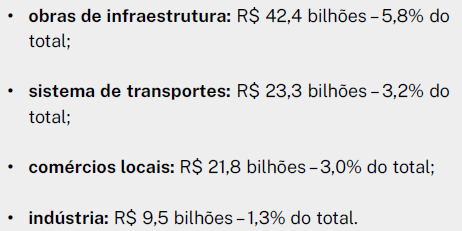 • obras de infraestrutura: R$ 42,4 bilhões – 5,8% do
total;
• sistema de transportes: R$ 23,3 bilhões – 3,2% do
total;
• comércios locais: R$ 21,8 bilhões – 3,0% do total;
• indústria: R$ 9,5 bilhões – 1,3% do total.